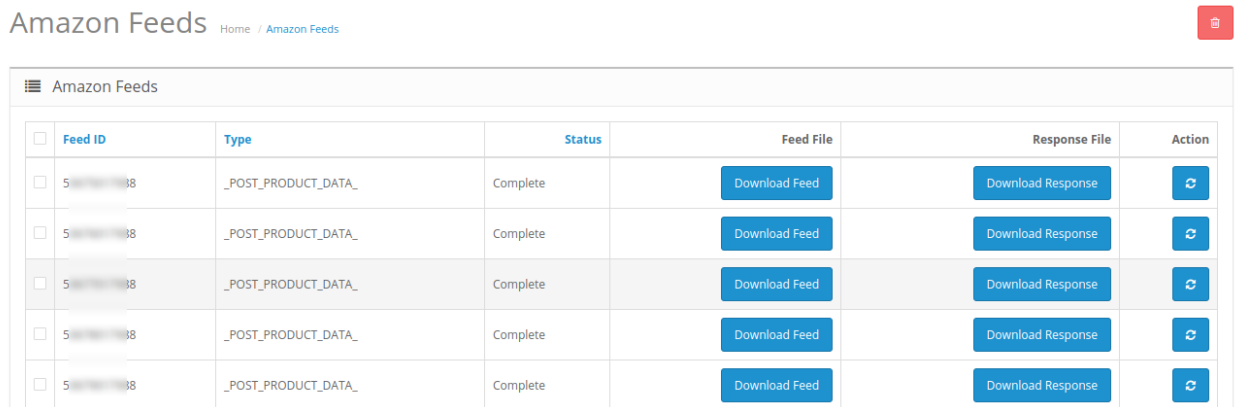 Amazon Feeds Home / Amazon Feeds
Amazon Feeds
Feed ID Type Status Feed File Response File Action
_POST_PRODUCT_DATA_ Complete Download Feed Download Response
_POST_PRODUCT_DATA_ Complete Download Feed Download Response
_POST_PRODUCT_DATA_ Complete Download Feed Download Response
_POST_PRODUCT_DATA_ Complete Download Feed Download Response
_POST_PRODUCT_DATA_ Complete Download Feed Download Response